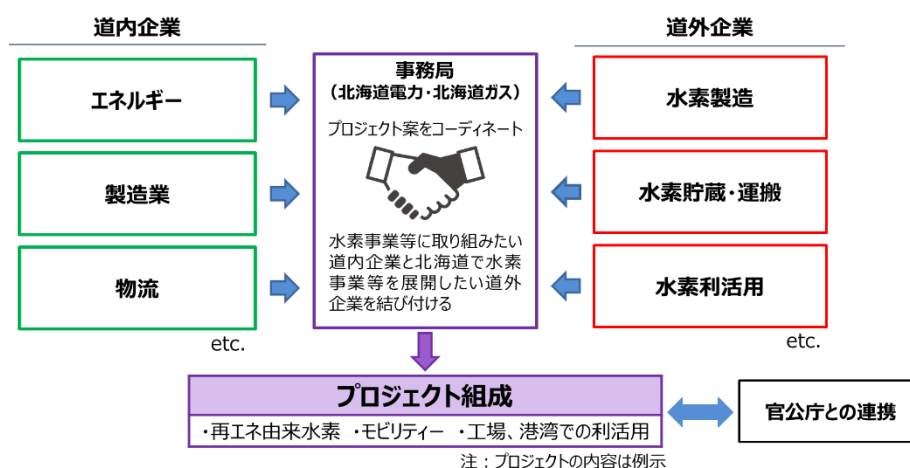 道内企業
エネルギー
製造業
物流
etc.
事務局
（北海道電力・北海道ガス）
プロジェクト案をコーディネート
水素事業等に取り組みたい
道内企業と北海道で水素
事業等を展開したい道外
企業を結び付ける
道外企業
水素製造
水素貯蔵・運搬
水素利活用
etc.
プロジェクト組成
・再エネ由来水素 ・モビリティー ・工場、港湾での利活用
官公庁との連携
注：プロジェクトの内容は例示